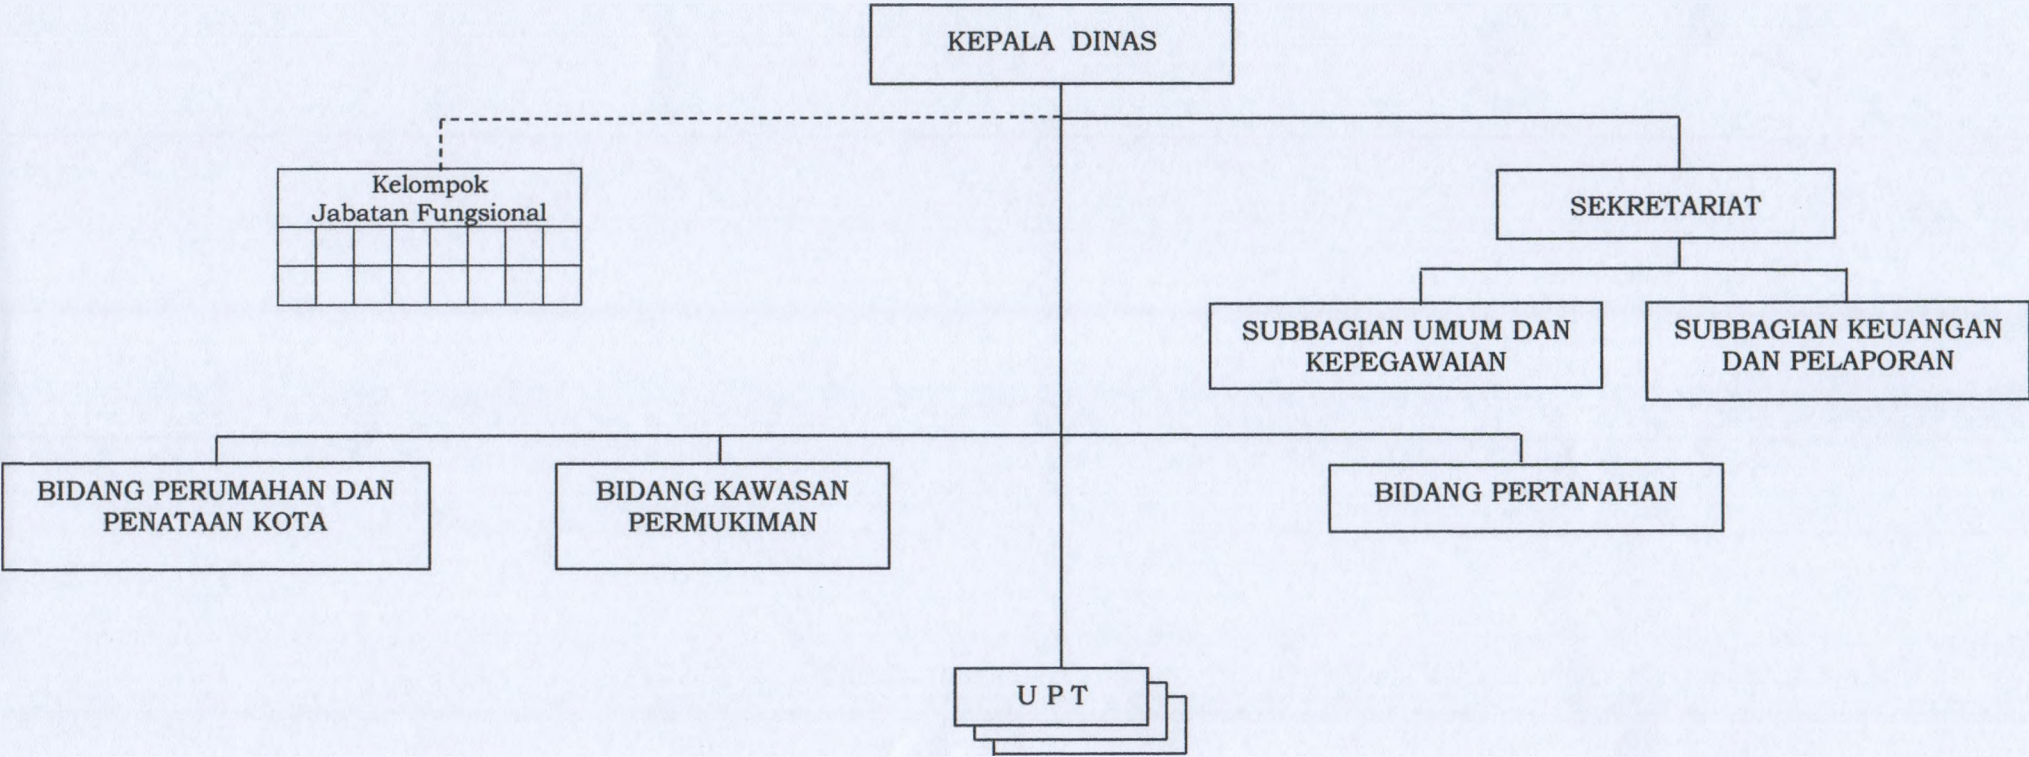 KEPALA DINAS
Kelompok
Jabatan Fungsional
SEKRETARIAT
SUBBAGIAN UMUM DAN
KEPEGAWAIAN
SUBBAGIAN KEUANGAN
DAN PELAPORAN
BIDANG PERUMAHAN DAN
PENATAAN KOTA
BIDANG KAWASAN
PERMUKIMAN
BIDANG PERTANAHAN
U P T